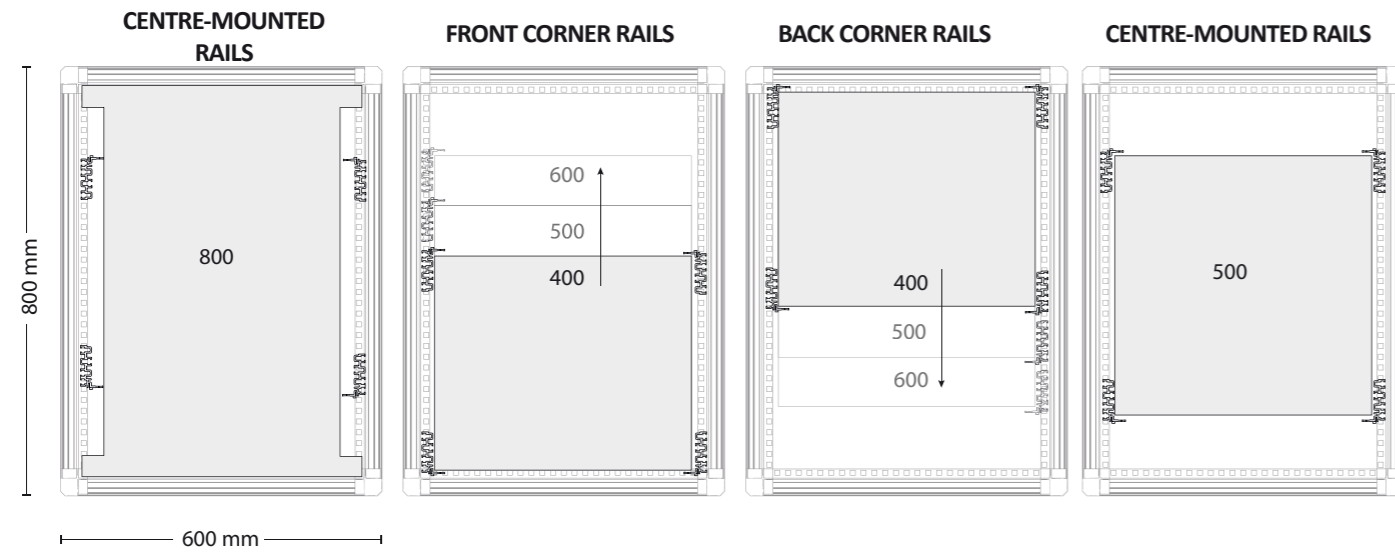 CENTRE-MOUNTED
RAILS
FRONT CORNER RAILS
BACK CORNER RAILS
CENTRE-MOUNTED RAILS
800 mm
800
600
500
400
400
500
600
500
600 mm